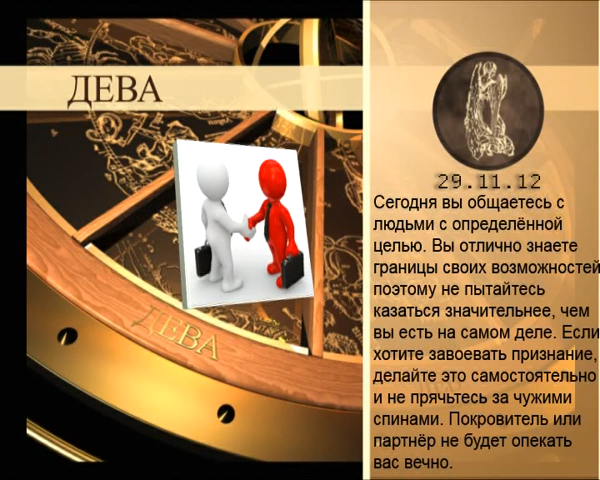 ДЕВА
ДЕВА
29.11.12
Сегодня вы общаетесь с
людьми с определённой
целью. Вы отлично знаете
границы своих возможностей
поэтому не пытайтесь
казаться значительнее, чем
вы есть на самом деле. Если
хотите завоевать признание,
делайте это самостоятельно
и не прячьтесь за чужими
спинами. Покровитель или
партнёр не будет опекать
вас вечно.